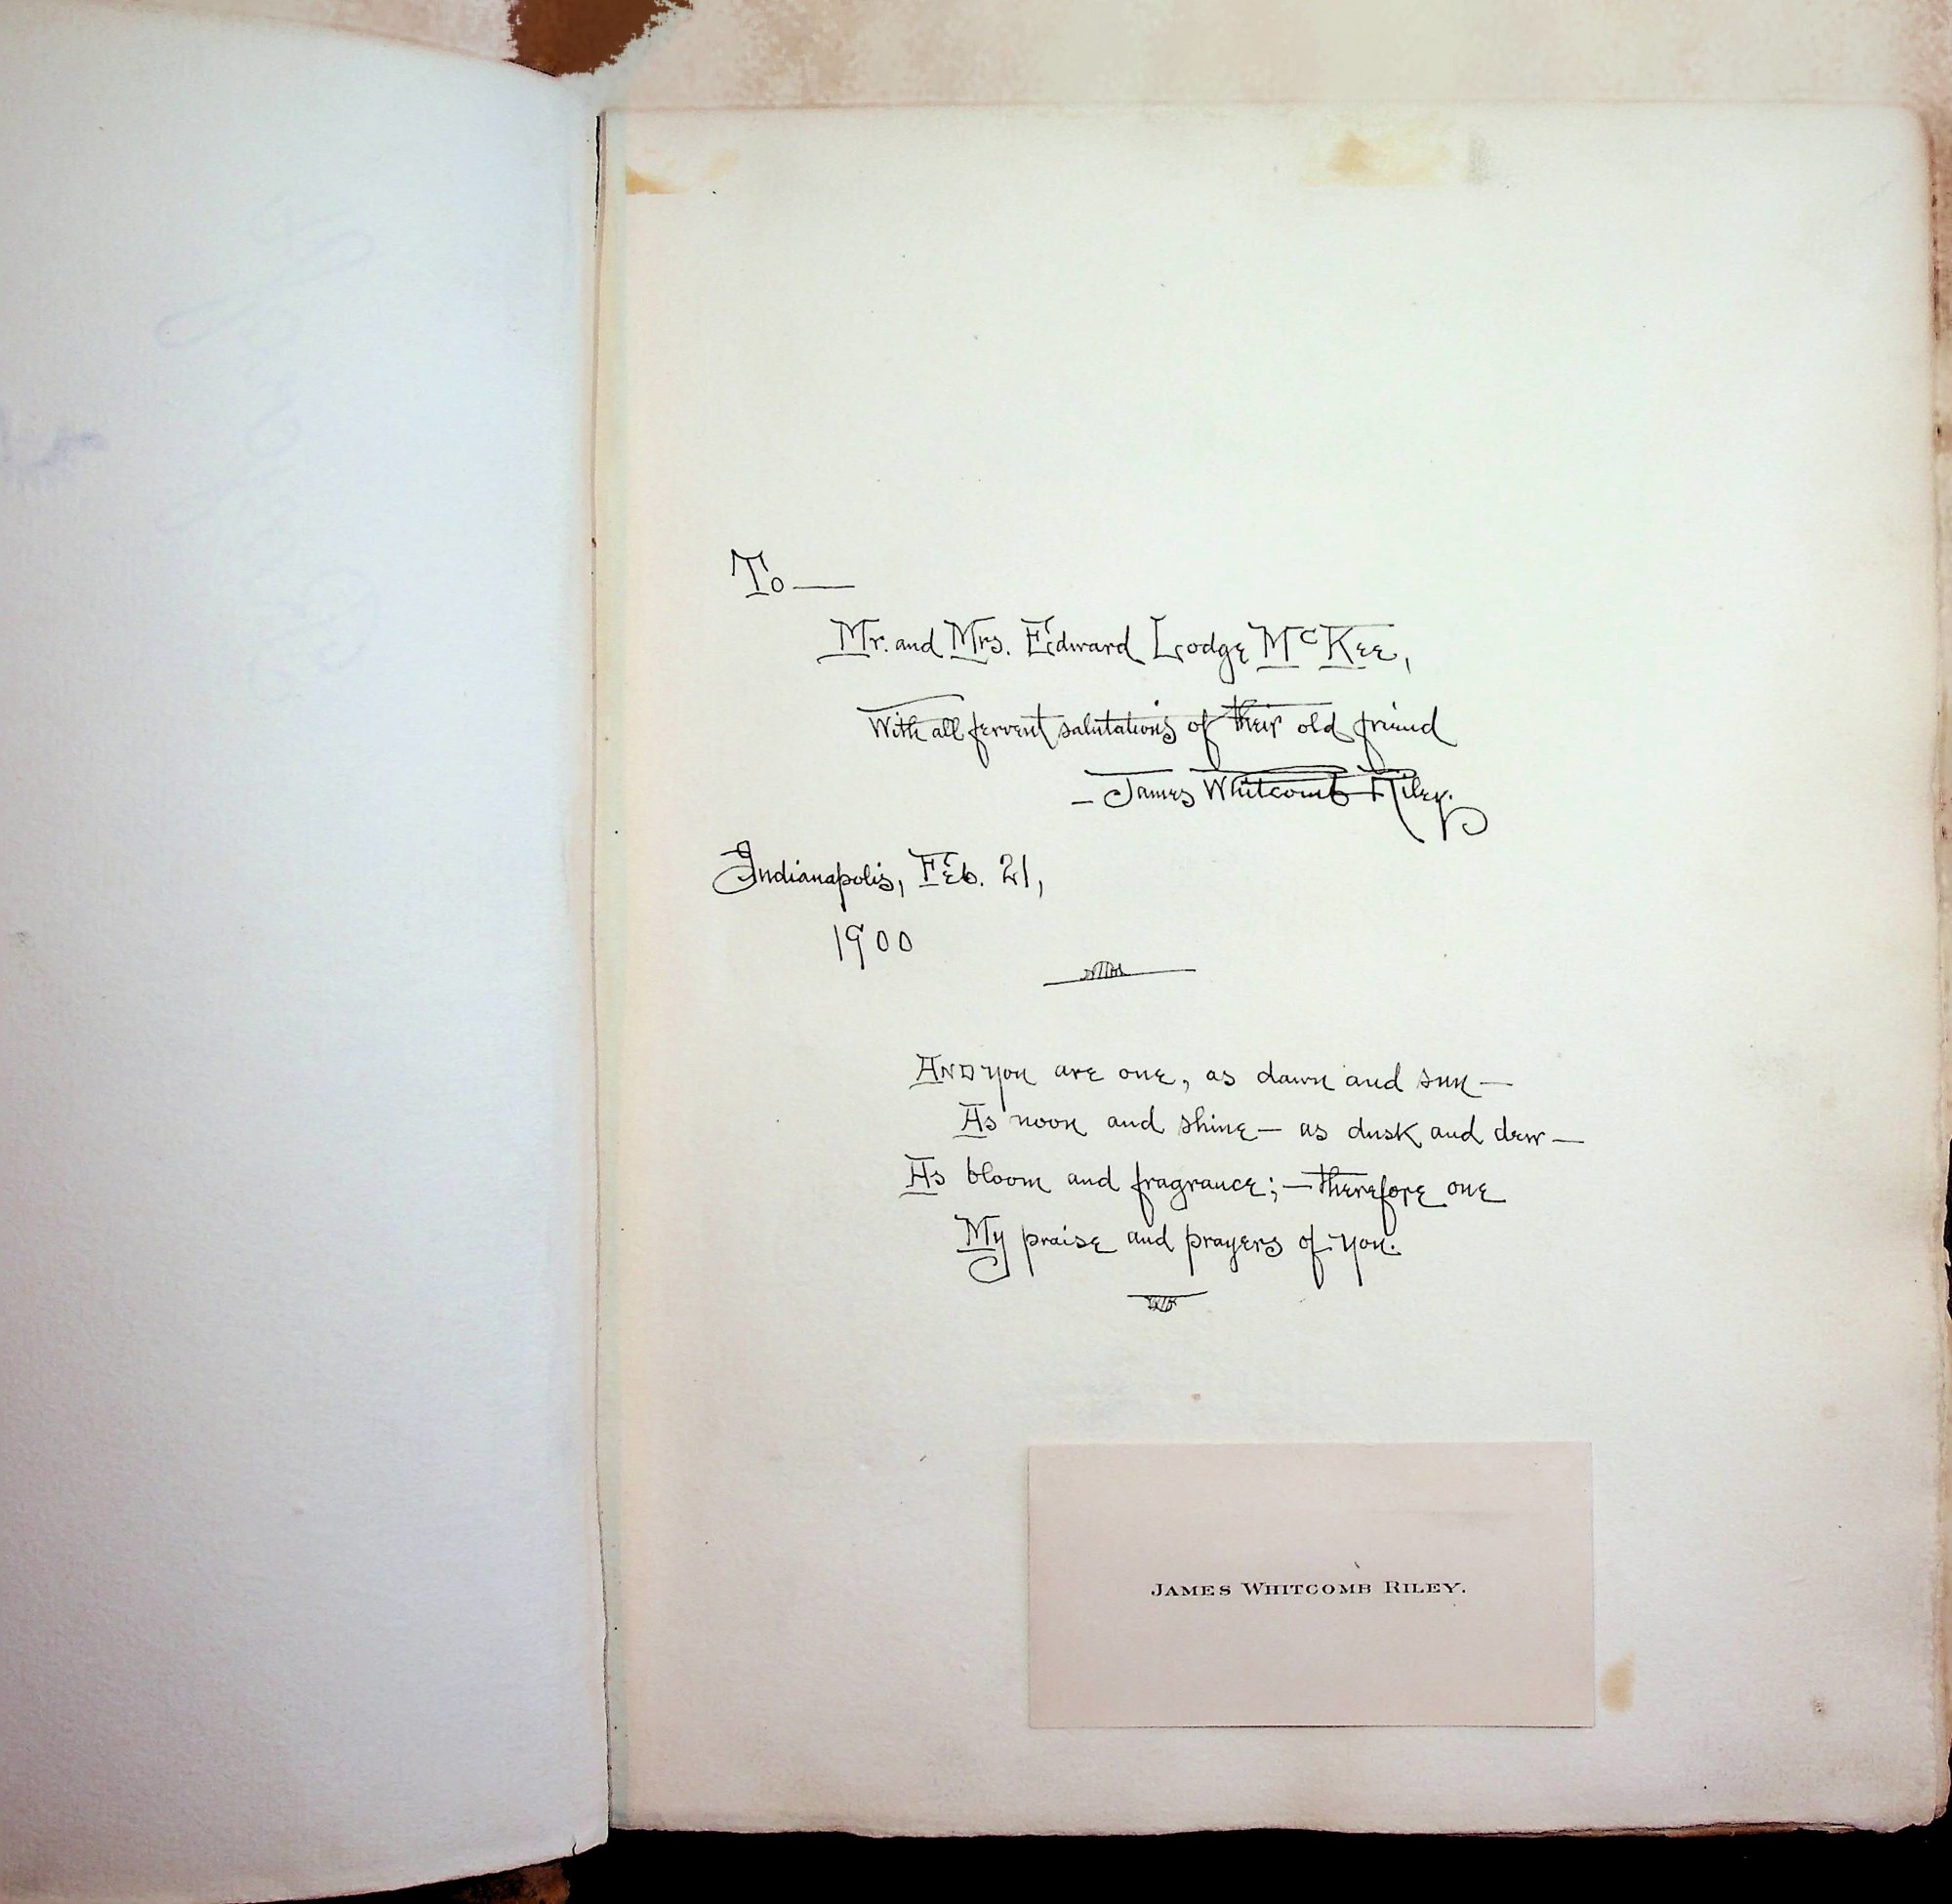 To—
Mr. and Mrs. Edward Lodge McKee,
With all fervent salutations of their old friend
—James Whitcomb Riley.
Indianapolis, Feb. 21,
1900
And you are one, as dawn and sun—
As noon and shine— as dusk and dew—
As bloom and fragrance;—therefore one
My praise and prayers of you.
JAMES WHITCOMB RILEY.